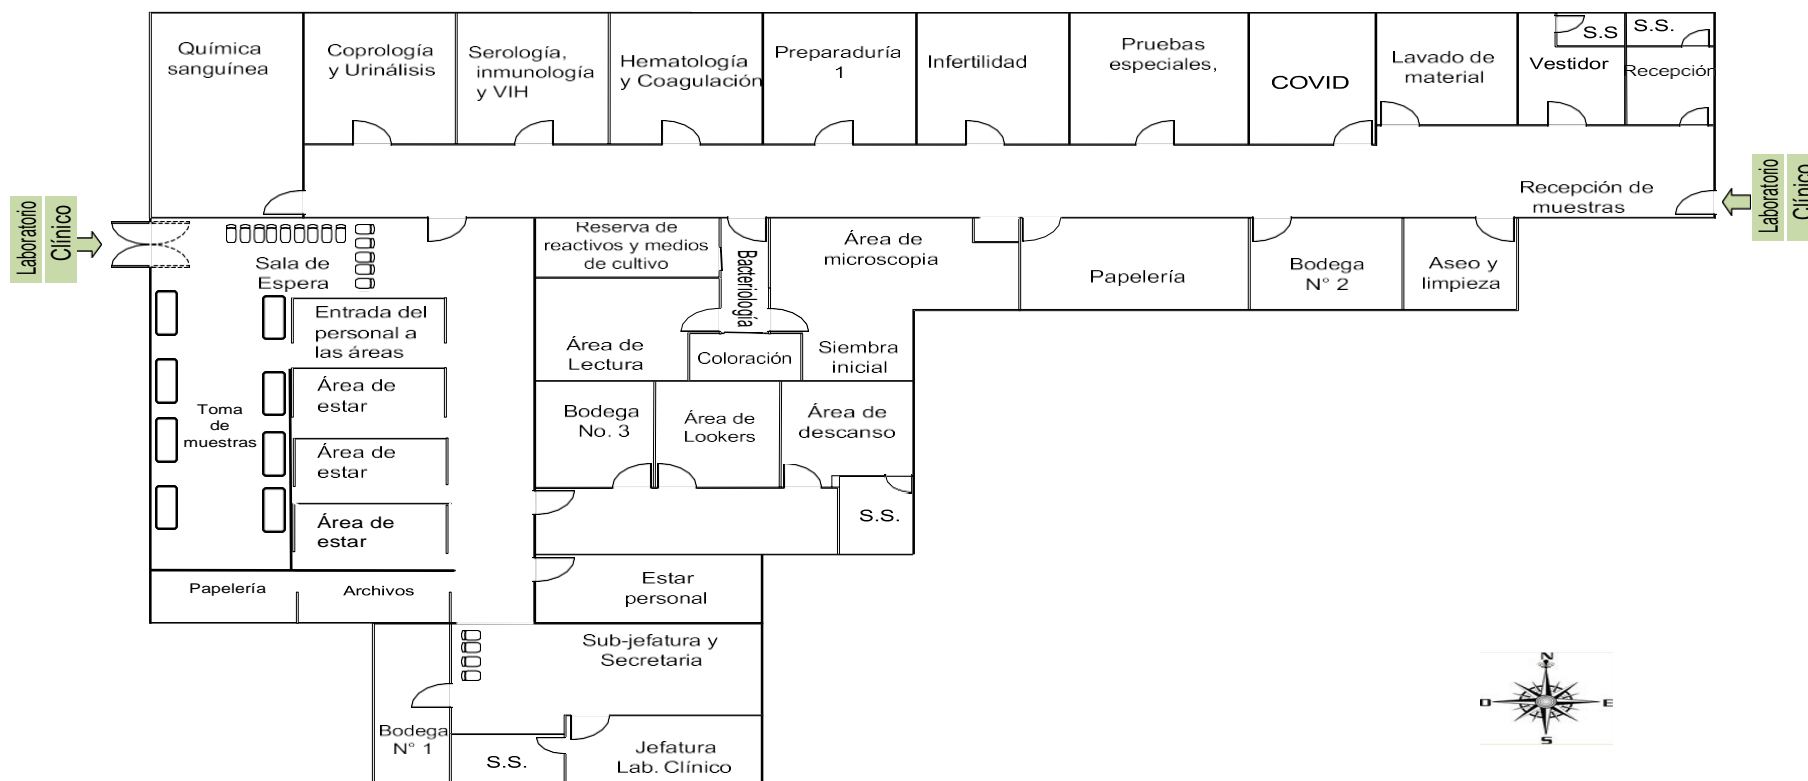 Química
sanguínea
Coprología
y Urinálisis
Serología,
inmunología
y VIH
Hematología
y Coagulación
Preparaduría
1
Infertilidad
Pruebas
especiales,
COVID
Lavado de
material
Vestidor
S.S
S.S.
Recepción
Laboratorio
Clínico
Recepción de
muestras
Laboratorio
Clínico
Sala de
Espera
Reserva de
reactivos y medios
de cultivo
Bacteriología
Área de
microscopia
Papelería
Bodega
N° 2
Aseo y
limpieza
Entrada del
personal a
las áreas
Área de
Lectura
Coloración
Siembra
inicial
Toma
de
muestras
Área de
estar
Área de
estar
Área de
estar
Bodega
No. 3
Área de
Lookers
Área de
descanso
S.S.
Papelería
Archivos
Estar
personal
Sub-jefatura y
Secretaria
Bodega
N° 1
S.S.
Jefatura
Lab. Clínico
N
O
E
S